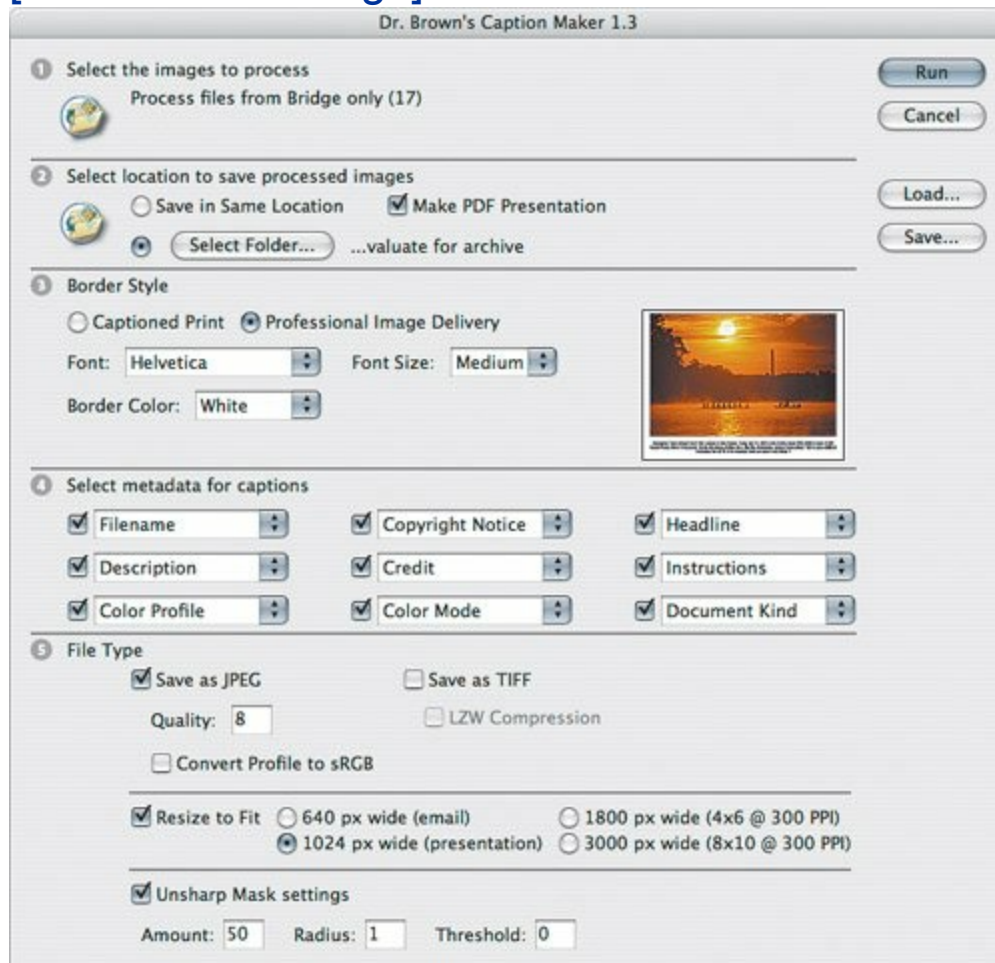 Dr. Brown's Caption Maker 1.3
1 Select the images to process
Process files from Bridge only (17)
Run
Cancel
2 Select location to save processed images
Save in Same Location Make PDF Presentation
Select Folder... ...valuate for archive
Load...
Save...
3 Border Style
Captioned Print Professional Image Delivery
Font: Helvetica Font Size: Medium
Border Color: White
4 Select metadata for captions
Filename Copyright Notice Headline
Description Credit Instructions
Color Profile Color Mode Document Kind
5 File Type
Save as JPEG Save as TIFF
Quality: 8 LZW Compression
Convert Profile to sRGB
Resize to Fit 640 px wide (email) 1800 px wide (4x6 @ 300 PPI)
1024 px wide (presentation) 3000 px wide (8x10 @ 300 PPI)
Unsharp Mask settings
Amount: 50 Radius: 1 Threshold: 0